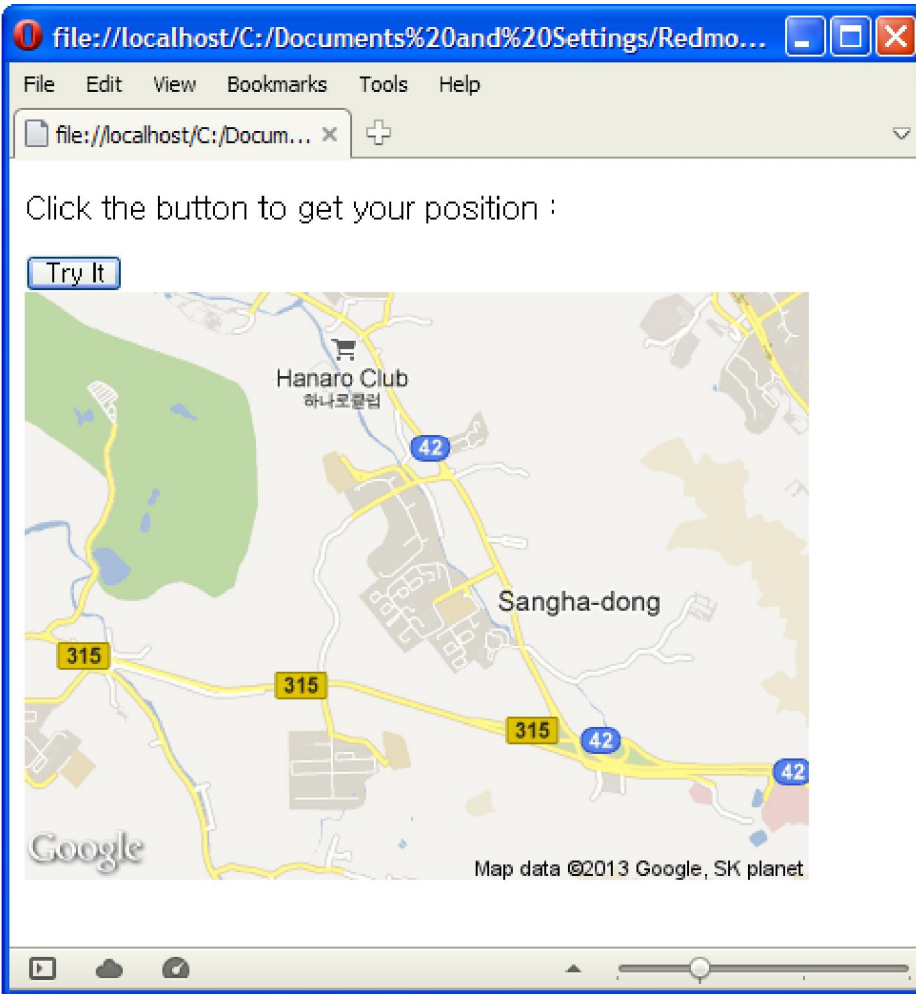 file://localhost/C:/Documents%20and%20Settings/Redmo...
File Edit View Bookmarks Tools Help
file://localhost/C:/Docum...
Click the button to get your position :
Try It
Hanaro Club
하나로클럽
42
Sangha-dong
315
315
315
42
42
Google
Map data ©2013 Google, SK planet